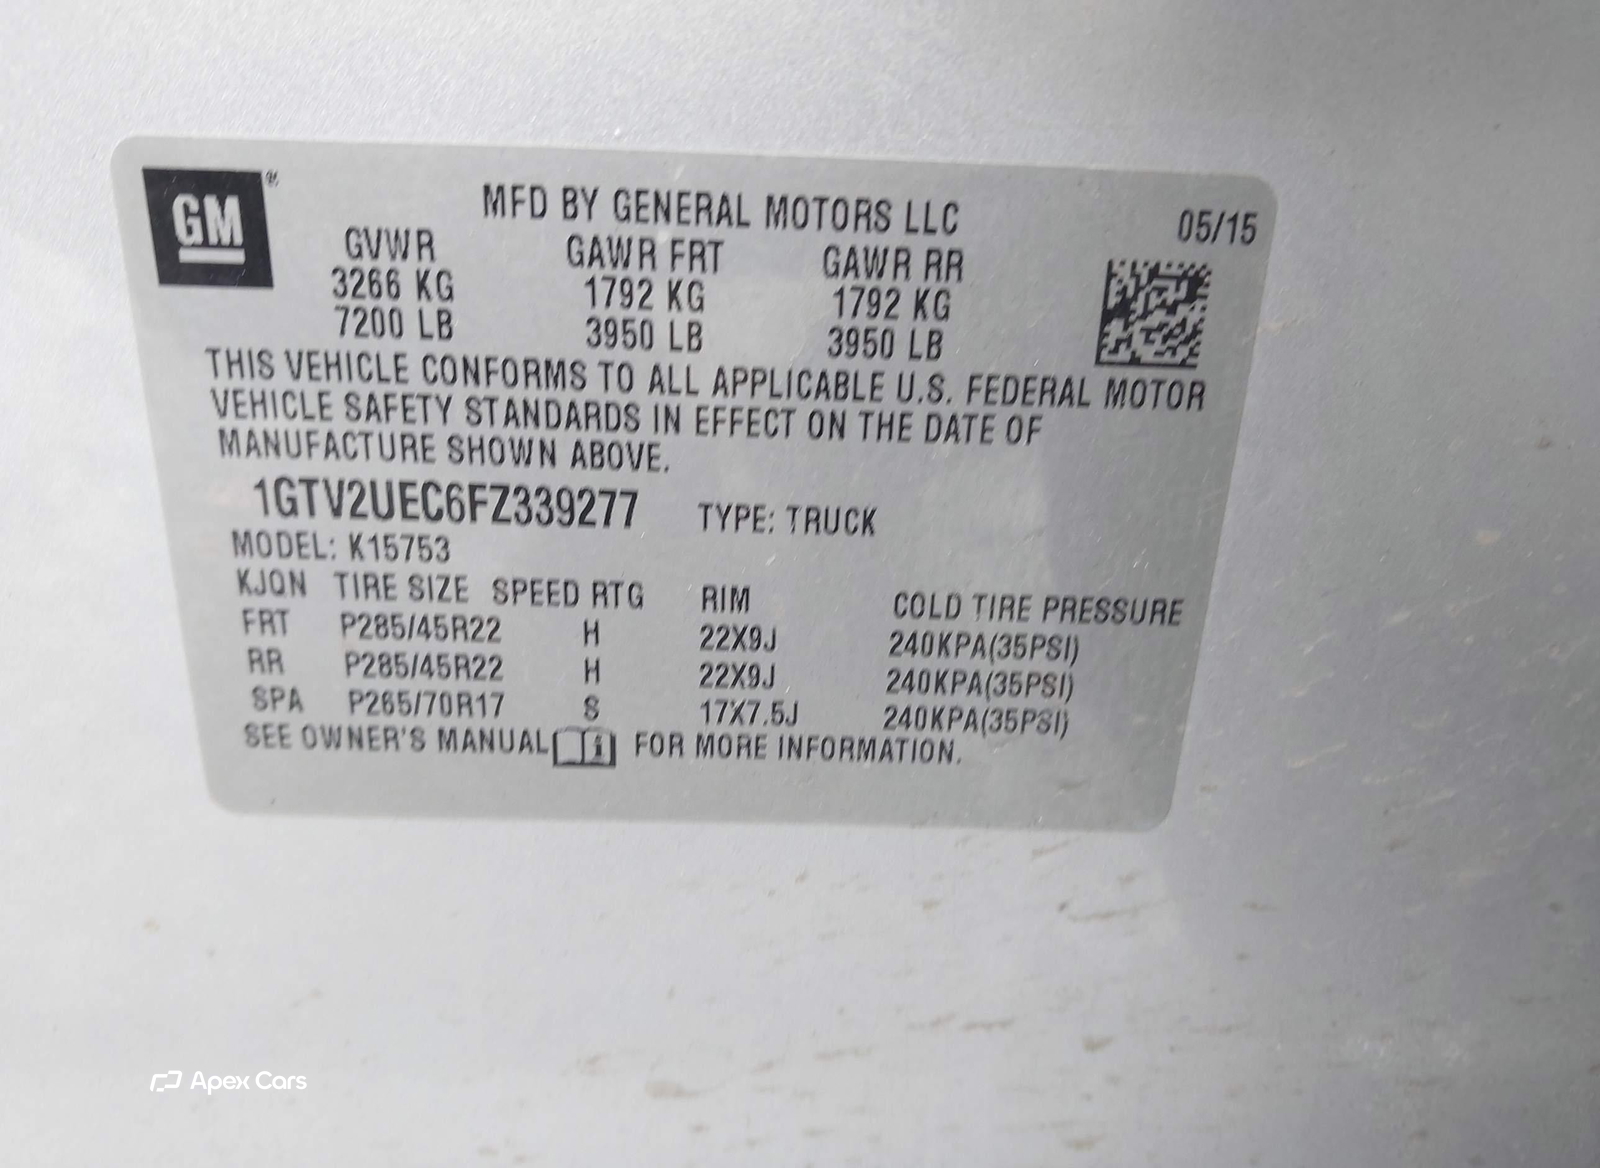 GM®
MFD BY GENERAL MOTORS LLC 05/15
GVWR GAWR FRT GAWR RR
3266 KG 1792 KG 1792 KG
7200 LB 3950 LB 3950 LB
THIS VEHICLE CONFORMS TO ALL APPLICABLE U.S. FEDERAL MOTOR
VEHICLE SAFETY STANDARDS IN EFFECT ON THE DATE OF
MANUFACTURE SHOWN ABOVE.
1GTV2UEC6FZ339277 TYPE: TRUCK
MODEL: K15753
KJQN TIRE SIZE SPEED RTG RIM COLD TIRE PRESSURE
FRT P285/45R22 H 22X9J 240KPA(35PSI)
RR P285/45R22 H 22X9J 240KPA(35PSI)
SPA P265/70R17 S 17X7.5J 240KPA(35PSI)
SEE OWNER'S MANUAL FOR MORE INFORMATION.
Apex Cars